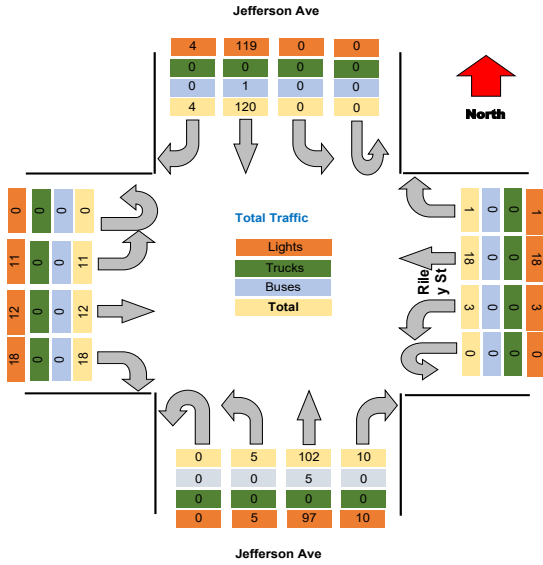 Jefferson Ave
4 119 0 0
0 0 0 0
0 1 0 0
4 120 0 0
North
0 0 0 0
11 0 0 11
12 0 0 12
18 0 0 18
Total Traffic
Lights
Trucks
Buses
Total
1 0 0 1
18 0 0 18
3 0 0 3
0 0 0 0
Rile
y St
0 5 102 10
0 0 5 0
0 0 0 0
0 5 97 10
Jefferson Ave